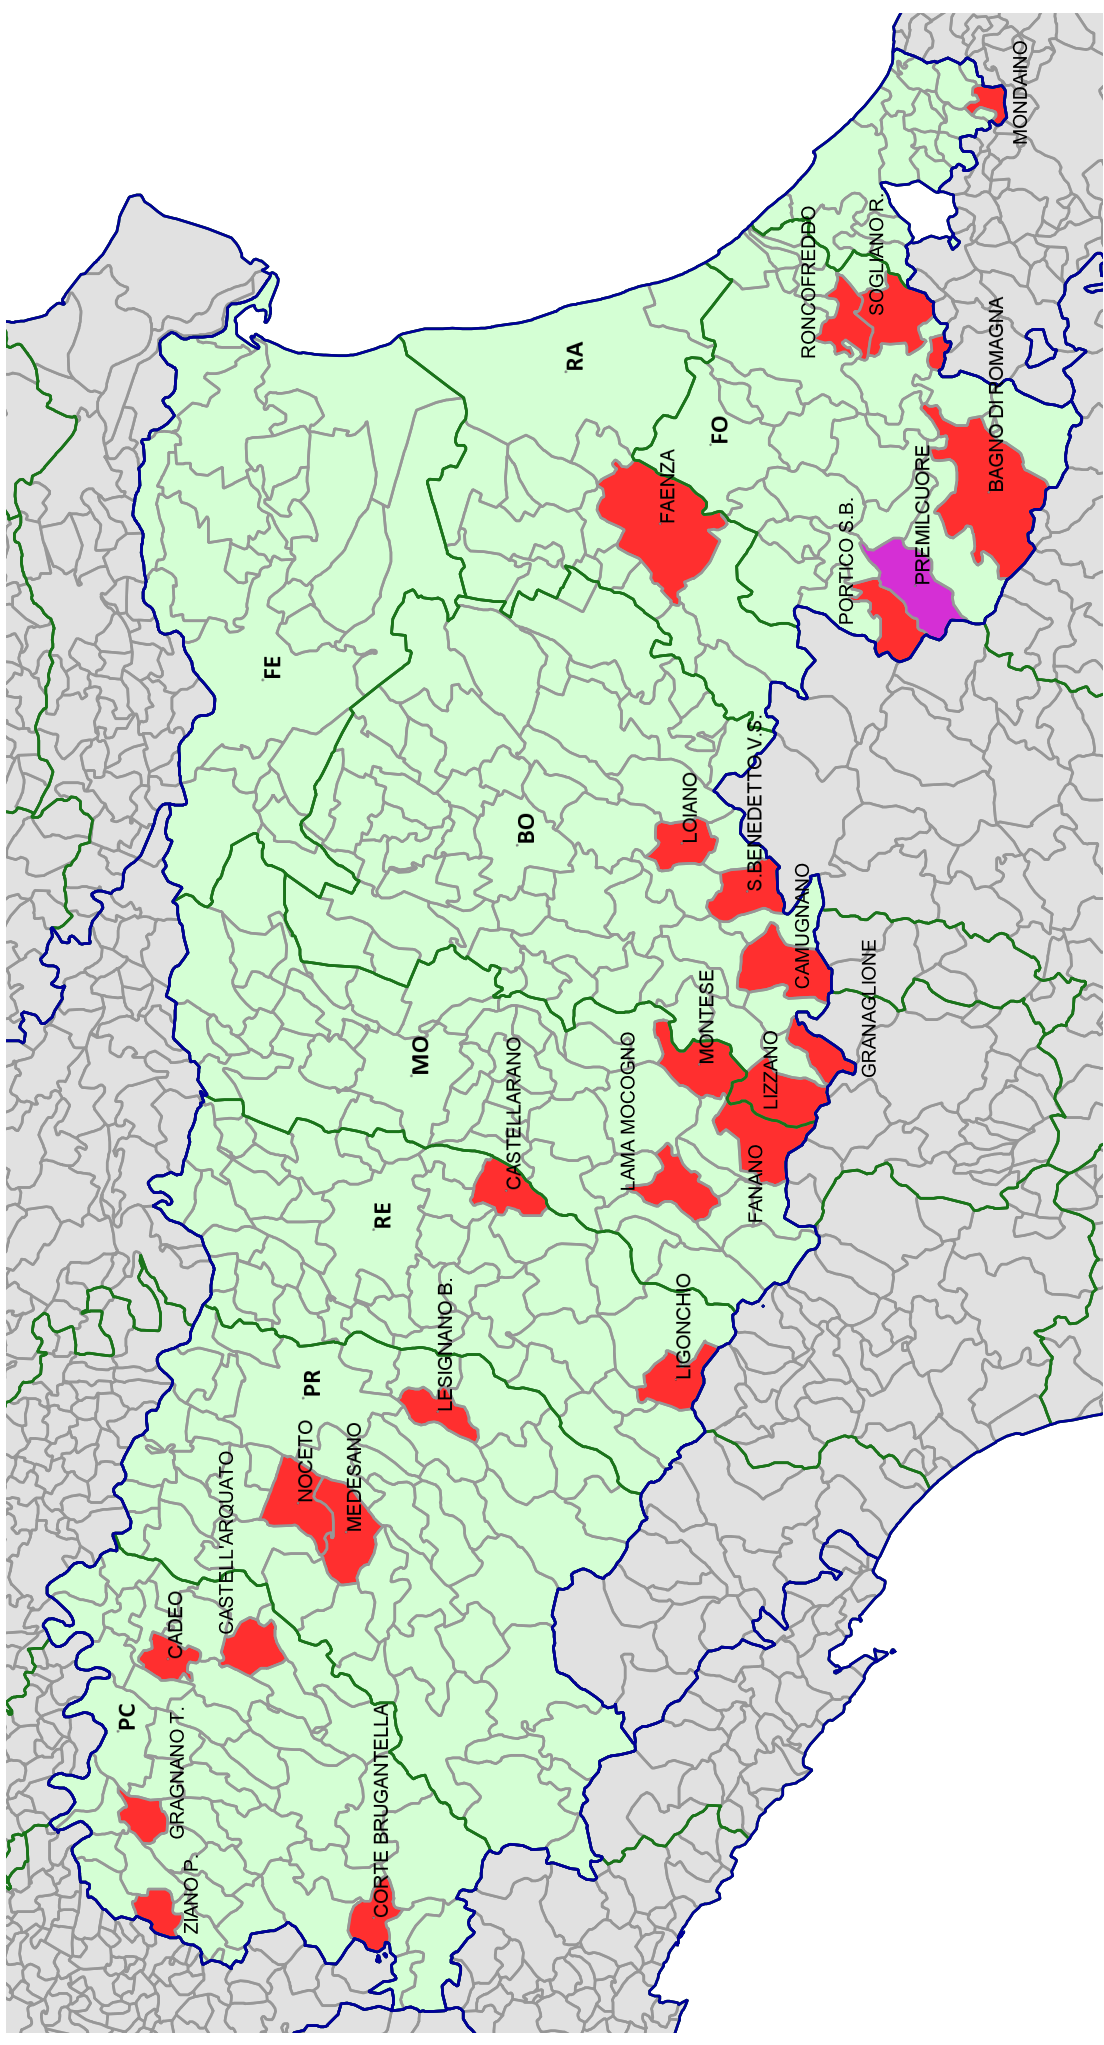 PC
ZIANO P.
GRAGNANO T.
CADEO
CASTELL'ARQUATO
CORTE BRUGANTELLA
PR
NOCETO
MEDESANO
LESIGNANO B.
RE
CASTELLARANO
LIGONCHO
MO
LAMA MOCOGNO
MONTESE
FANANO
LIZZANO
GRANAGLIONE
CAMUGNANO
S.BENEDETTO V.S.
LOIANO
BO
FE
RA
FAENZA
FO
PORTICO S.B.
PREMILCUORE
BAGNO DI ROMAGNA
RONCOFREDDO
SOGLIANO R.
MONDAINO